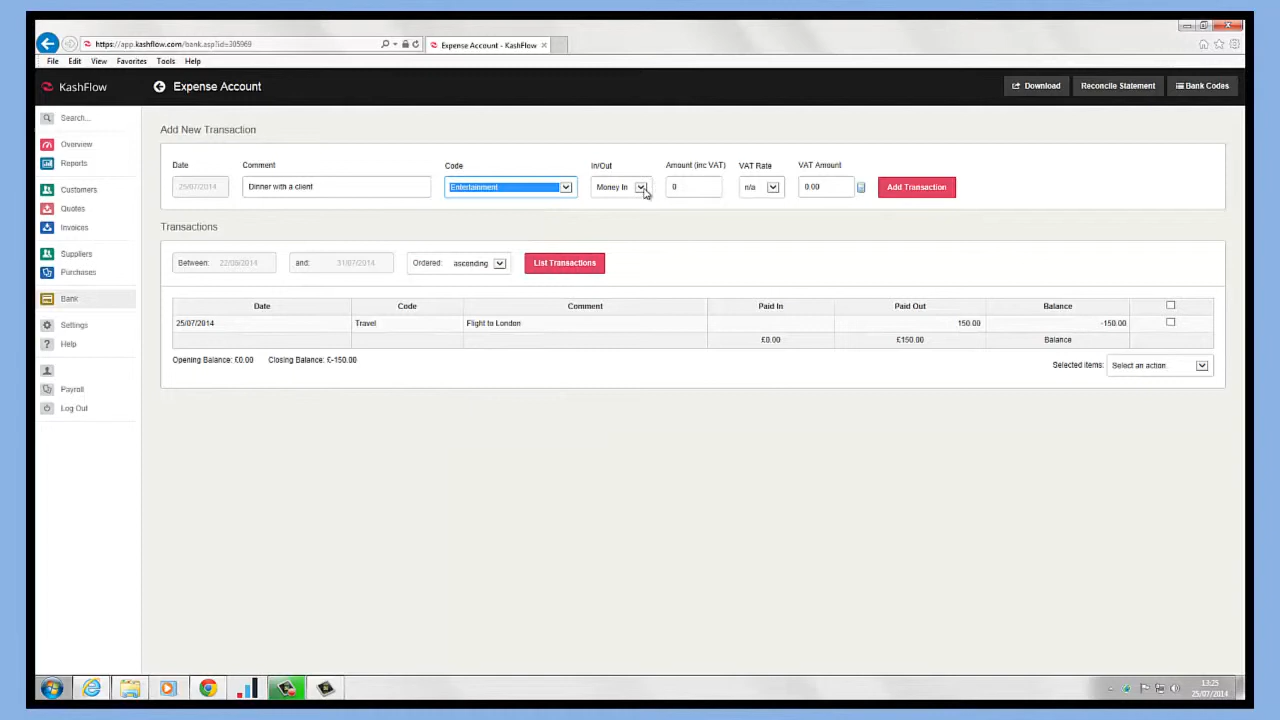 https://app.kashflow.com/bank.asp?id=305969
Expense Account - KashFlow
File Edit View Favorites Tools Help
KashFlow
Expense Account
Download Reconcile Statement Bank Codes
Search...
Overview
Reports
Customers
Quotes
Invoices
Suppliers
Purchases
Bank
Settings
Help
Payroll
Log Out
Add New Transaction
Date Comment Code In/Out Amount (inc VAT) VAT Rate VAT Amount
25/07/2014 Dinner with a client Entertainment Money In 0 n/a 0.00 Add Transaction
Transactions
Between: 22/06/2014 and: 31/07/2014 Ordered: ascending List Transactions
Date Code Comment Paid In Paid Out Balance
25/07/2014 Travel Flight to London 150.00 -150.00
£0.00 £150.00 Balance
Opening Balance: £0.00 Closing Balance: £-150.00
Selected items: Select an action
13:25
25/07/2014